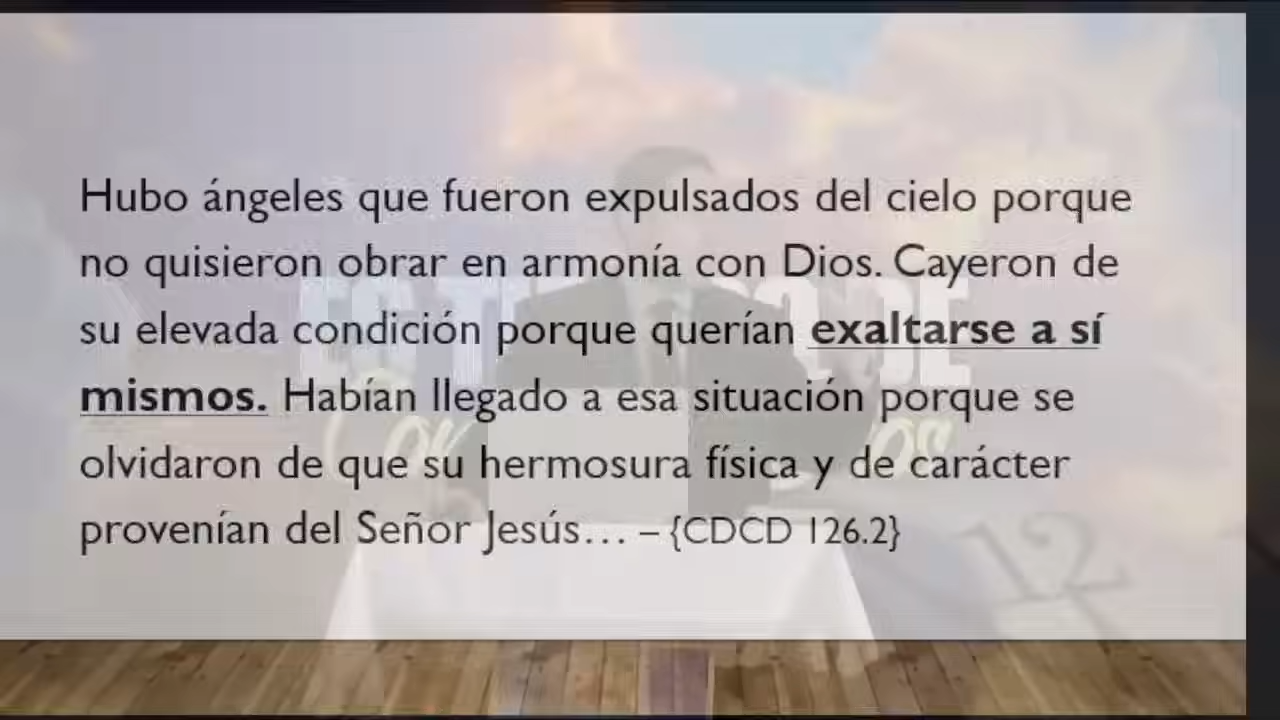 Hubo ángeles que fueron expulsados del cielo porque
no quisieron obrar en armonía con Dios. Cayeron de
su elevada condición porque querían exaltarse a sí
mismos. Habían llegado a esa situación porque se
olvidaron de que su hermosura física y de carácter
provenían del Señor Jesús… – {CDCD 126.2}
12